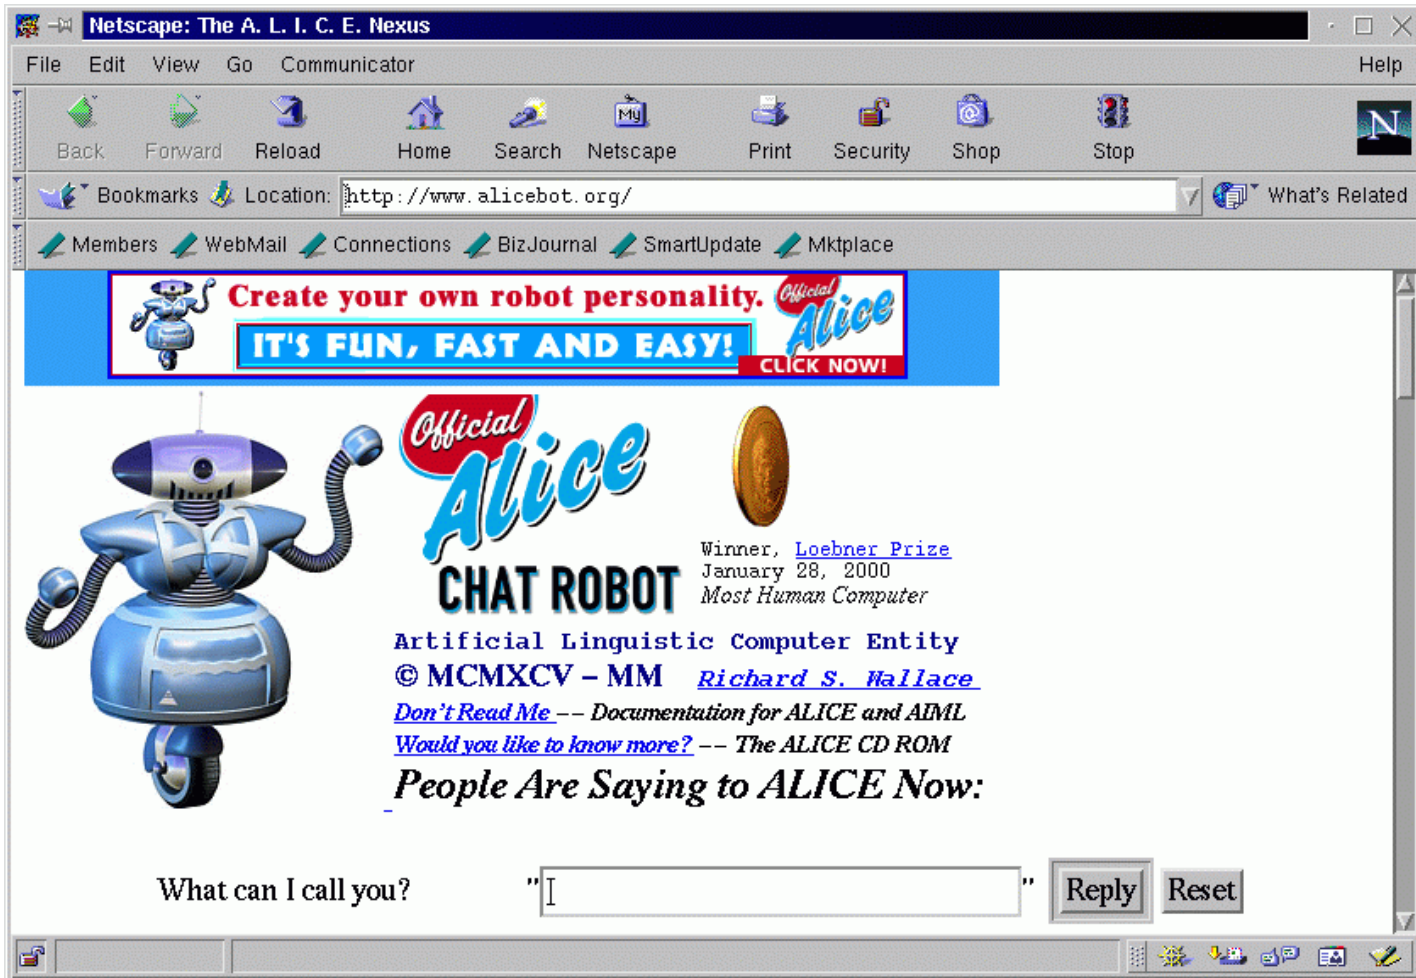 Netscape: The A. L. I. C. E. Nexus
File Edit View Go Communicator Help
My N
Back Forward Reload Home Search Netscape Print Security Shop Stop
Bookmarks Location: http://www.alicebot.org/ What's Related
Members WebMail Connections BizJournal SmartUpdate Mktplace
Create your own robot personality.
IT'S FUN, FAST AND EASY!
Official
Alice
CLICK NOW!
Official
Alice
CHAT ROBOT
Winner, Loebner Prize
January 28, 2000
Most Human Computer
Artificial Linguistic Computer Entity
© MCMXCV – MM Richard S. Wallace
Don't Read Me –– Documentation for ALICE and AIML
Would you like to know more? –– The ALICE CD ROM
People Are Saying to ALICE Now:
What can I call you? " " Reply Reset